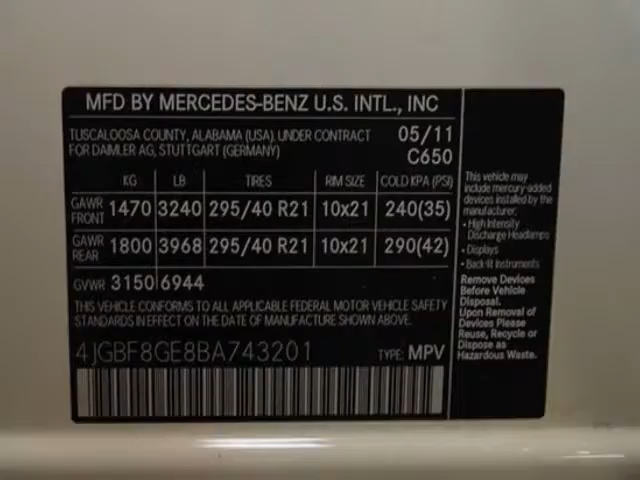 MFD BY MERCEDES-BENZ U.S. INTL., INC
TUSCALOOSA COUNTY, ALABAMA (USA), UNDER CONTRACT 05/11
FOR DAIMLER AG, STUTTGART (GERMANY) C650
KG LB TIRES RIM SIZE COLD KPA (PSI)
GAWR FRONT 1470 3240 295/40 R21 10x21 240(35)
GAWR REAR 1800 3968 295/40 R21 10x21 290(42)
GVWR 3150 6944
THIS VEHICLE CONFORMS TO ALL APPLICABLE FEDERAL MOTOR VEHICLE SAFETY
STANDARDS IN EFFECT ON THE DATE OF MANUFACTURE SHOWN ABOVE.
4JGBF8GE8BA743201 TYPE: MPV
This vehicle may
include mercury-added
devices installed by the
manufacturer:
• High Intensity
Discharge Headlamps
• Displays
• Back-lit Instruments
Remove Devices
Before Vehicle
Disposal.
Upon Removal of
Devices Please
Reuse, Recycle or
Dispose as
Hazardous Waste.